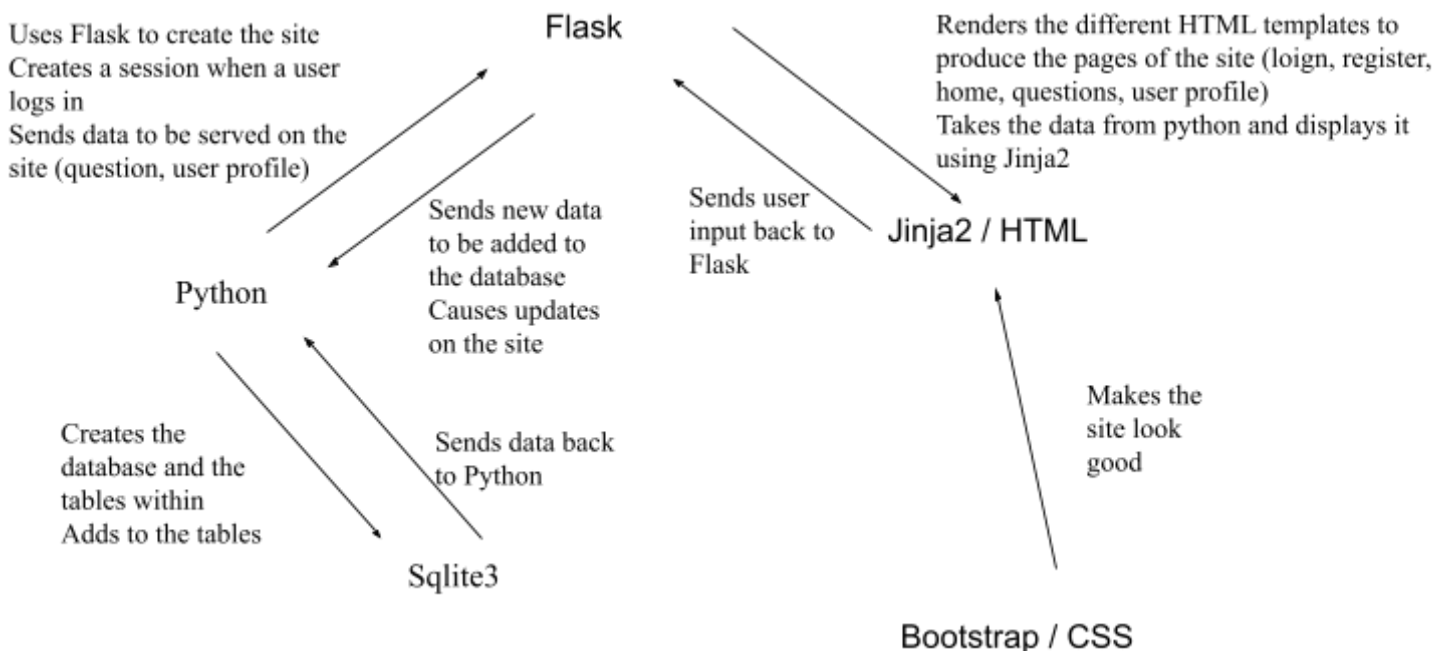 Uses Flask to create the site
Creates a session when a user
logs in
Sends data to be served on the
site (question, user profile)
Flask
Renders the different HTML templates to
produce the pages of the site (loign, register,
home, questions, user profile)
Takes the data from python and displays it
using Jinja2
Sends new data
to be added to
the database
Causes updates
on the site
Sends user
input back to
Flask
Jinja2 / HTML
Python
Creates the
database and the
tables within
Adds to the tables
Sends data back
to Python
Makes the
site look
good
Sqlite3
Bootstrap / CSS